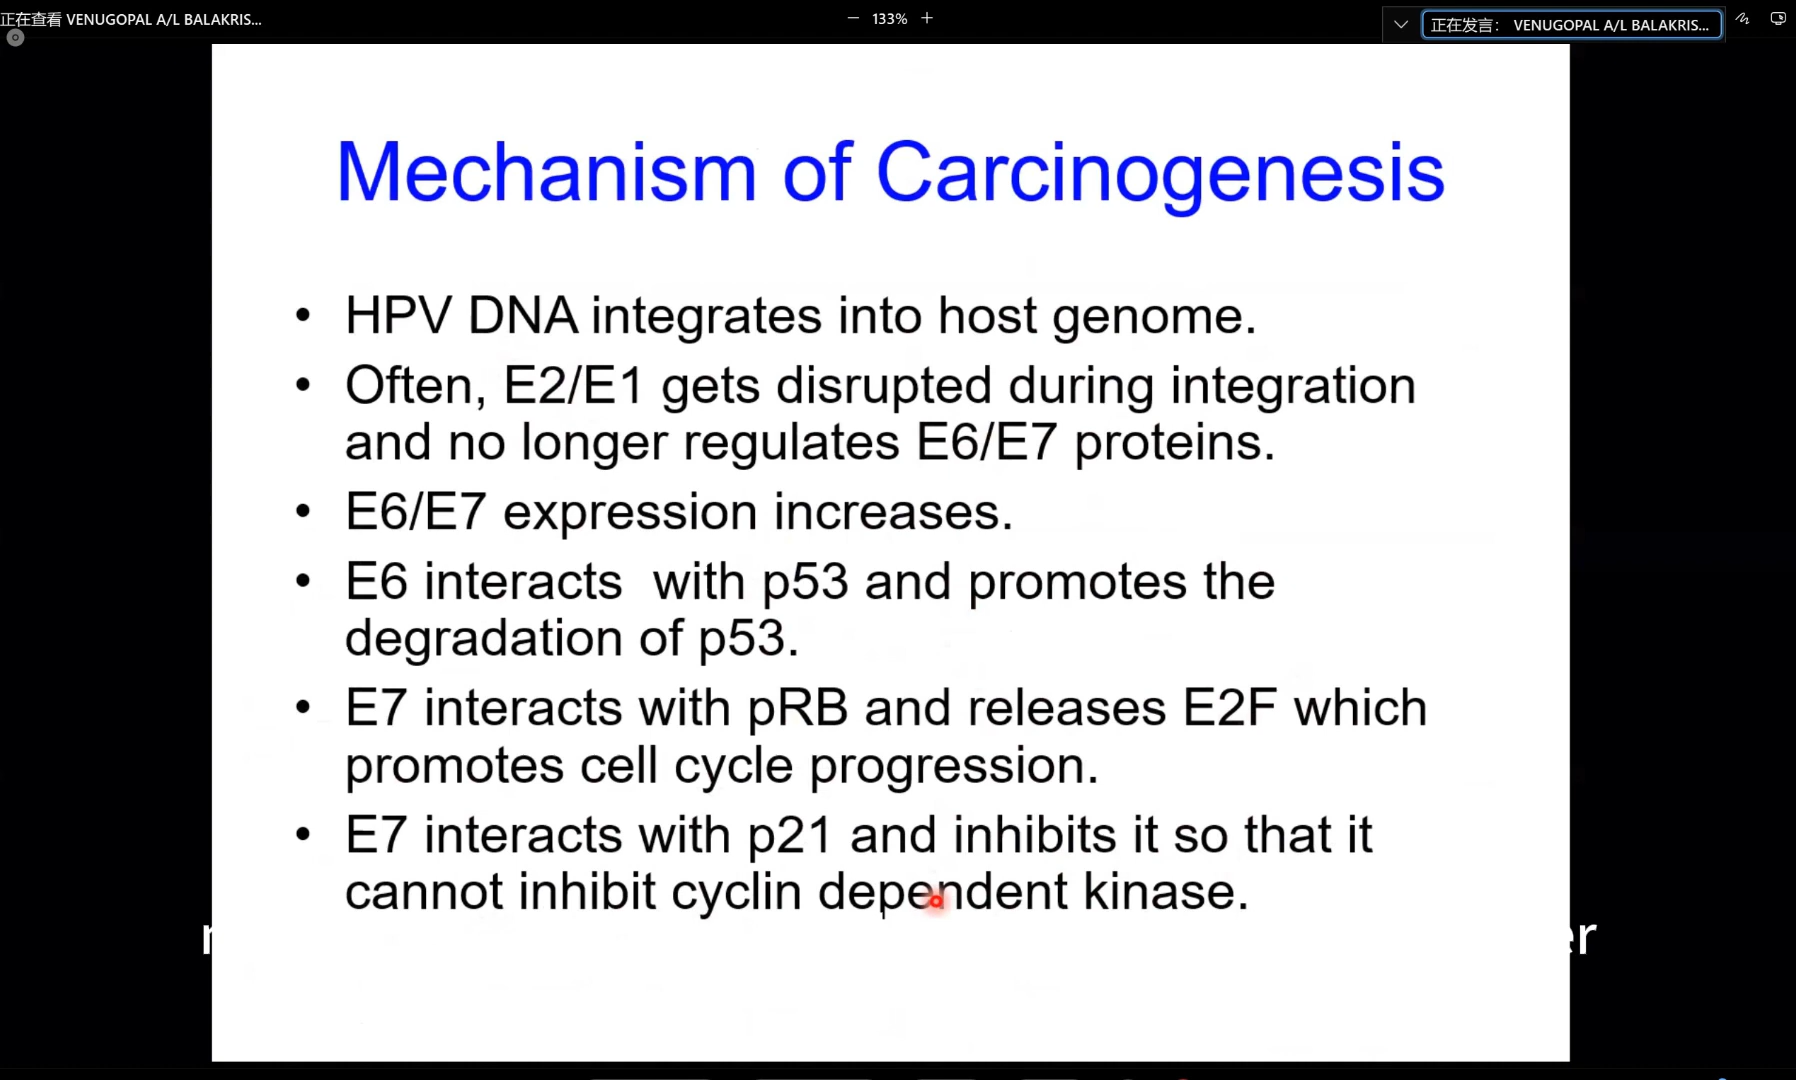 正在查看 VENUGOPAL A/L BALAKRIS...
133%
正在发言： VENUGOPAL A/L BALAKRIS...
Mechanism of Carcinogenesis
• HPV DNA integrates into host genome.
• Often, E2/E1 gets disrupted during integration
and no longer regulates E6/E7 proteins.
• E6/E7 expression increases.
• E6 interacts  with p53 and promotes the
degradation of p53.
• E7 interacts with pRB and releases E2F which
promotes cell cycle progression.
• E7 interacts with p21 and inhibits it so that it
cannot inhibit cyclin dependent kinase.